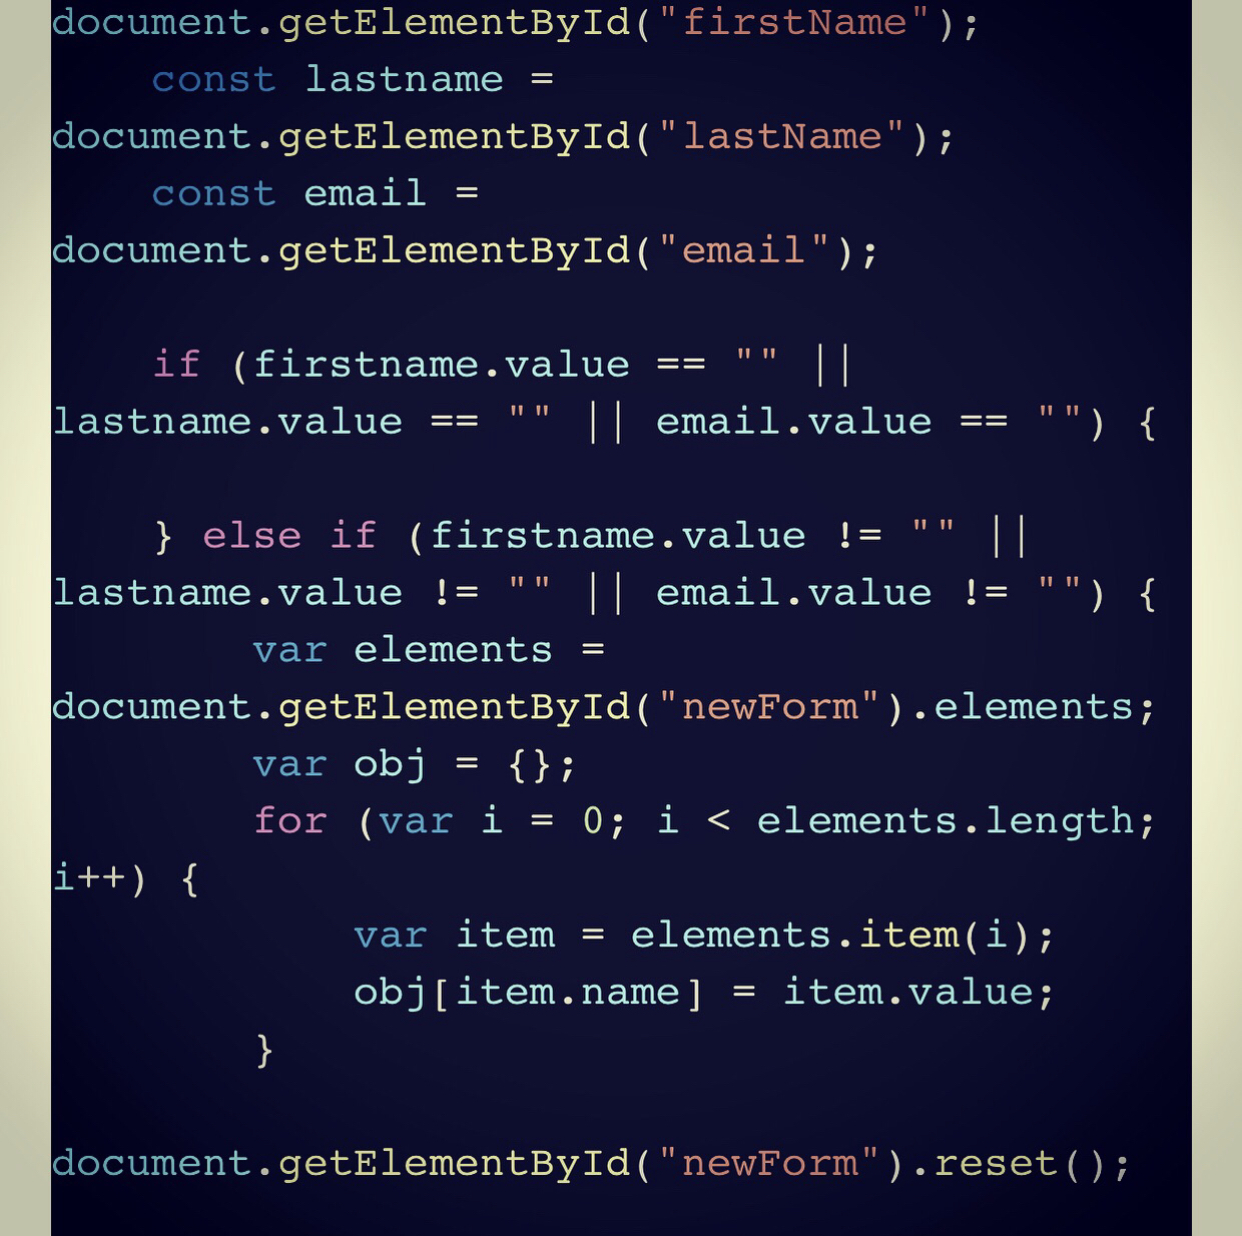 document.getElementById("firstName");
    const lastname =
document.getElementById("lastName");
    const email =
document.getElementById("email");

    if (firstname.value == "" ||
lastname.value == "" || email.value == "") {

    } else if (firstname.value != "" ||
lastname.value != "" || email.value != "") {
        var elements =
document.getElementById("newForm").elements;
        var obj = {};
        for (var i = 0; i < elements.length;
i++) {
            var item = elements.item(i);
            obj[item.name] = item.value;
        }

document.getElementById("newForm").reset();